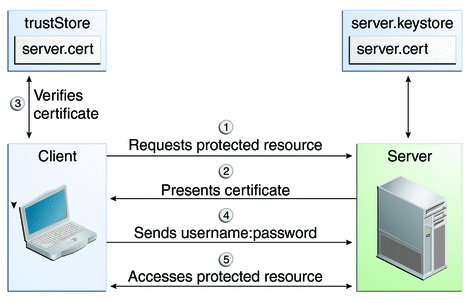 trustStore
server.cert
server.keystore
server.cert
③ Verifies
certificate
①
Requests protected resource
Client
Server
②
Presents certificate
④
Sends username:password
⑤
Accesses protected resource